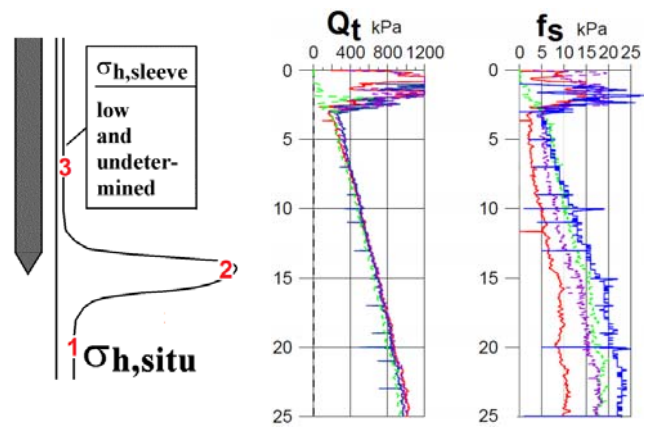 σh,sleeve
low
and
undeter-
mined
3
2
1
σh,situ
Qt kPa
0 400 800 1200
0
5
10
15
20
25
fs kPa
0 5 10 15 20 25
0
5
10
15
20
25